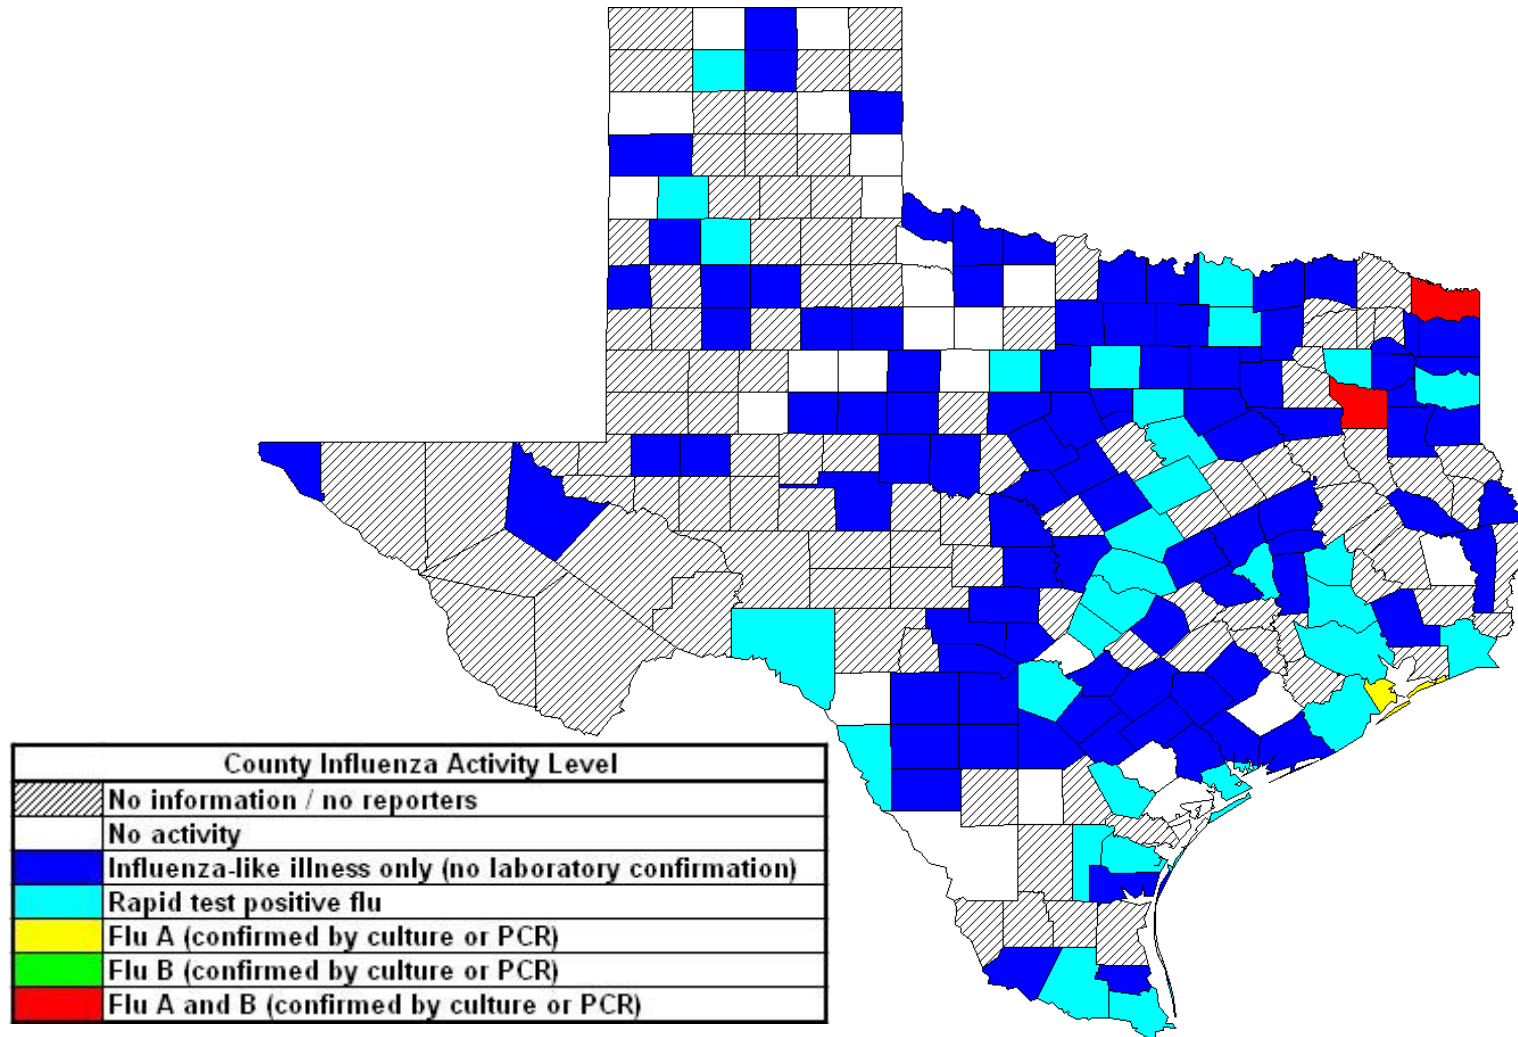 County Influenza Activity Level
No information / no reporters
No activity
Influenza-like illness only (no laboratory confirmation)
Rapid test positive flu
Flu A (confirmed by culture or PCR)
Flu B (confirmed by culture or PCR)
Flu A and B (confirmed by culture or PCR)